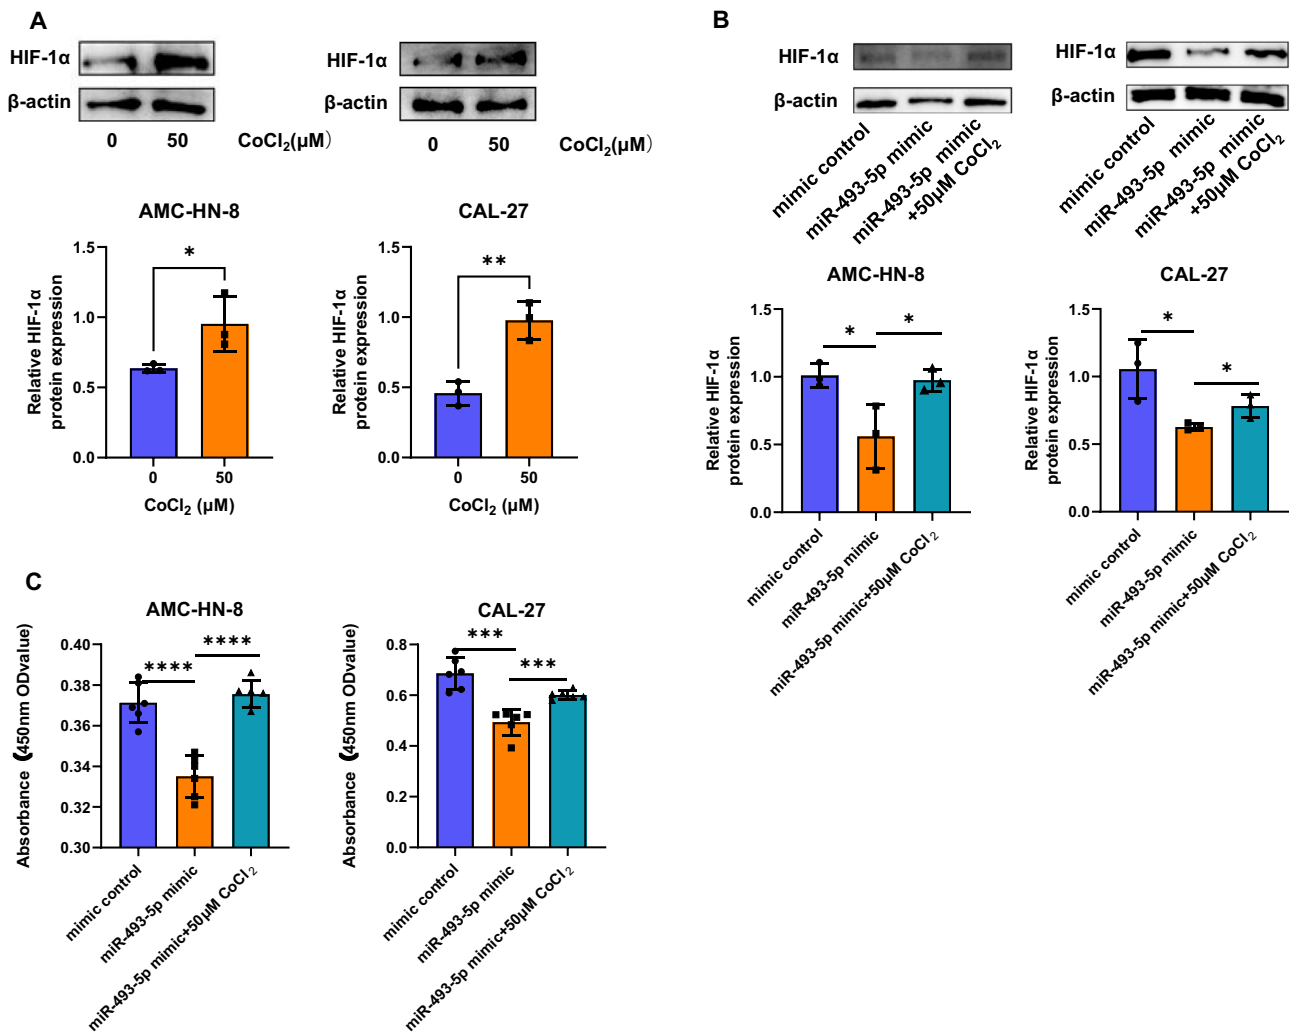 A
HIF-1α
β-actin
0 50 CoCl₂(μM)
HIF-1α
β-actin
0 50 CoCl₂(μM)
AMC-HN-8
Relative HIF-1α
protein expression
1.5
1.0
0.5
0.0
*
0 50
CoCl₂ (μM)
CAL-27
Relative HIF-1α
protein expression
1.5
1.0
0.5
0.0
**
0 50
CoCl₂ (μM)
B
HIF-1α
β-actin
mimic control
miR-493-5p mimic
miR-493-5p mimic
+50μM CoCl₂
HIF-1α
β-actin
mimic control
miR-493-5p mimic
miR-493-5p mimic
+50μM CoCl₂
AMC-HN-8
Relative HIF-1α
protein expression
1.5
1.0
0.5
0.0
* *
mimic control
miR-493-5p mimic
miR-493-5p mimic+50μM CoCl₂
CAL-27
Relative HIF-1α
protein expression
1.5
1.0
0.5
0.0
* *
mimic control
miR-493-5p mimic
miR-493-5p mimic+50μM CoCl₂
C
AMC-HN-8
Absorbance (450nm ODvalue)
0.40
0.38
0.36
0.34
0.32
0.30
**** ****
mimic control
miR-493-5p mimic
miR-493-5p mimic+50μM CoCl₂
CAL-27
Absorbance (450nm ODvalue)
0.8
0.6
0.4
0.2
0.0
*** ***
mimic control
miR-493-5p mimic
miR-493-5p mimic+50μM CoCl₂